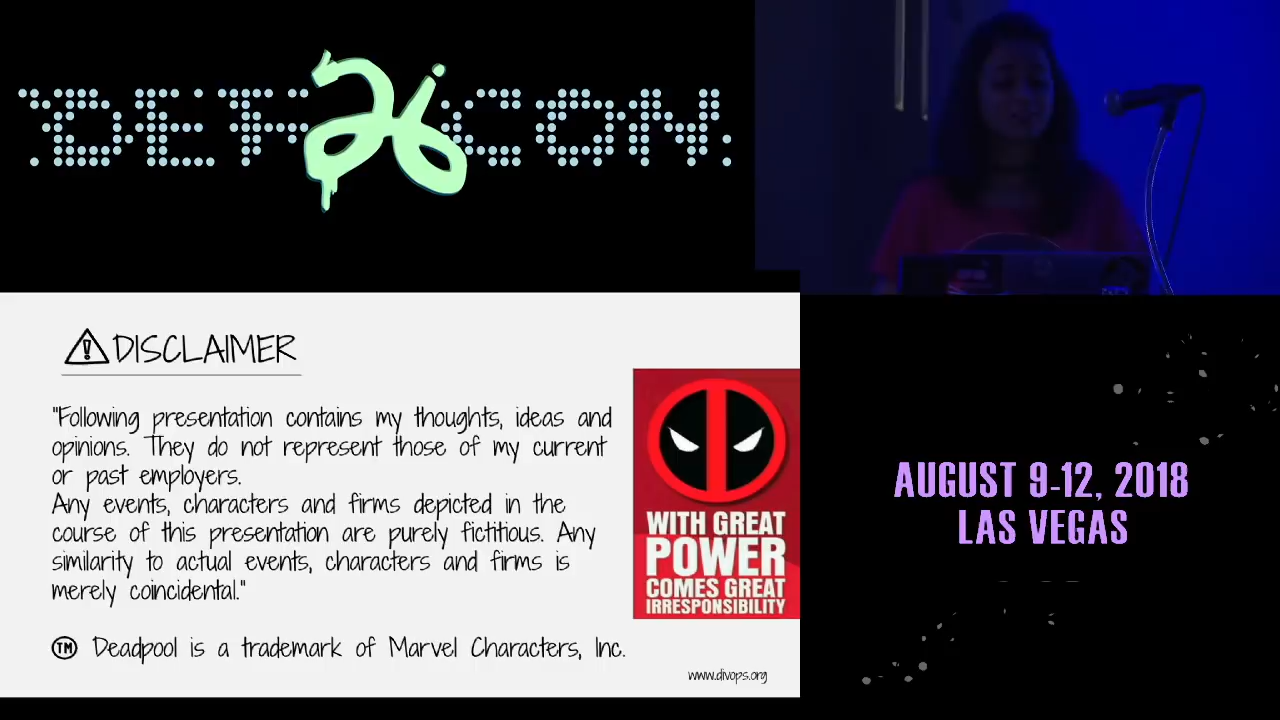 DEF CON
26
⚠ DISCLAIMER
"Following presentation contains my thoughts, ideas and
opinions. They do not represent those of my current
or past employers.
Any events, characters and firms depicted in the
course of this presentation are purely fictitious. Any
similarity to actual events, characters and firms is
merely coincidental."
WITH GREAT
POWER
COMES GREAT
IRRESPONSIBILITY
TM Deadpool is a trademark of Marvel Characters, Inc.
www.divops.org
AUGUST 9-12, 2018
LAS VEGAS